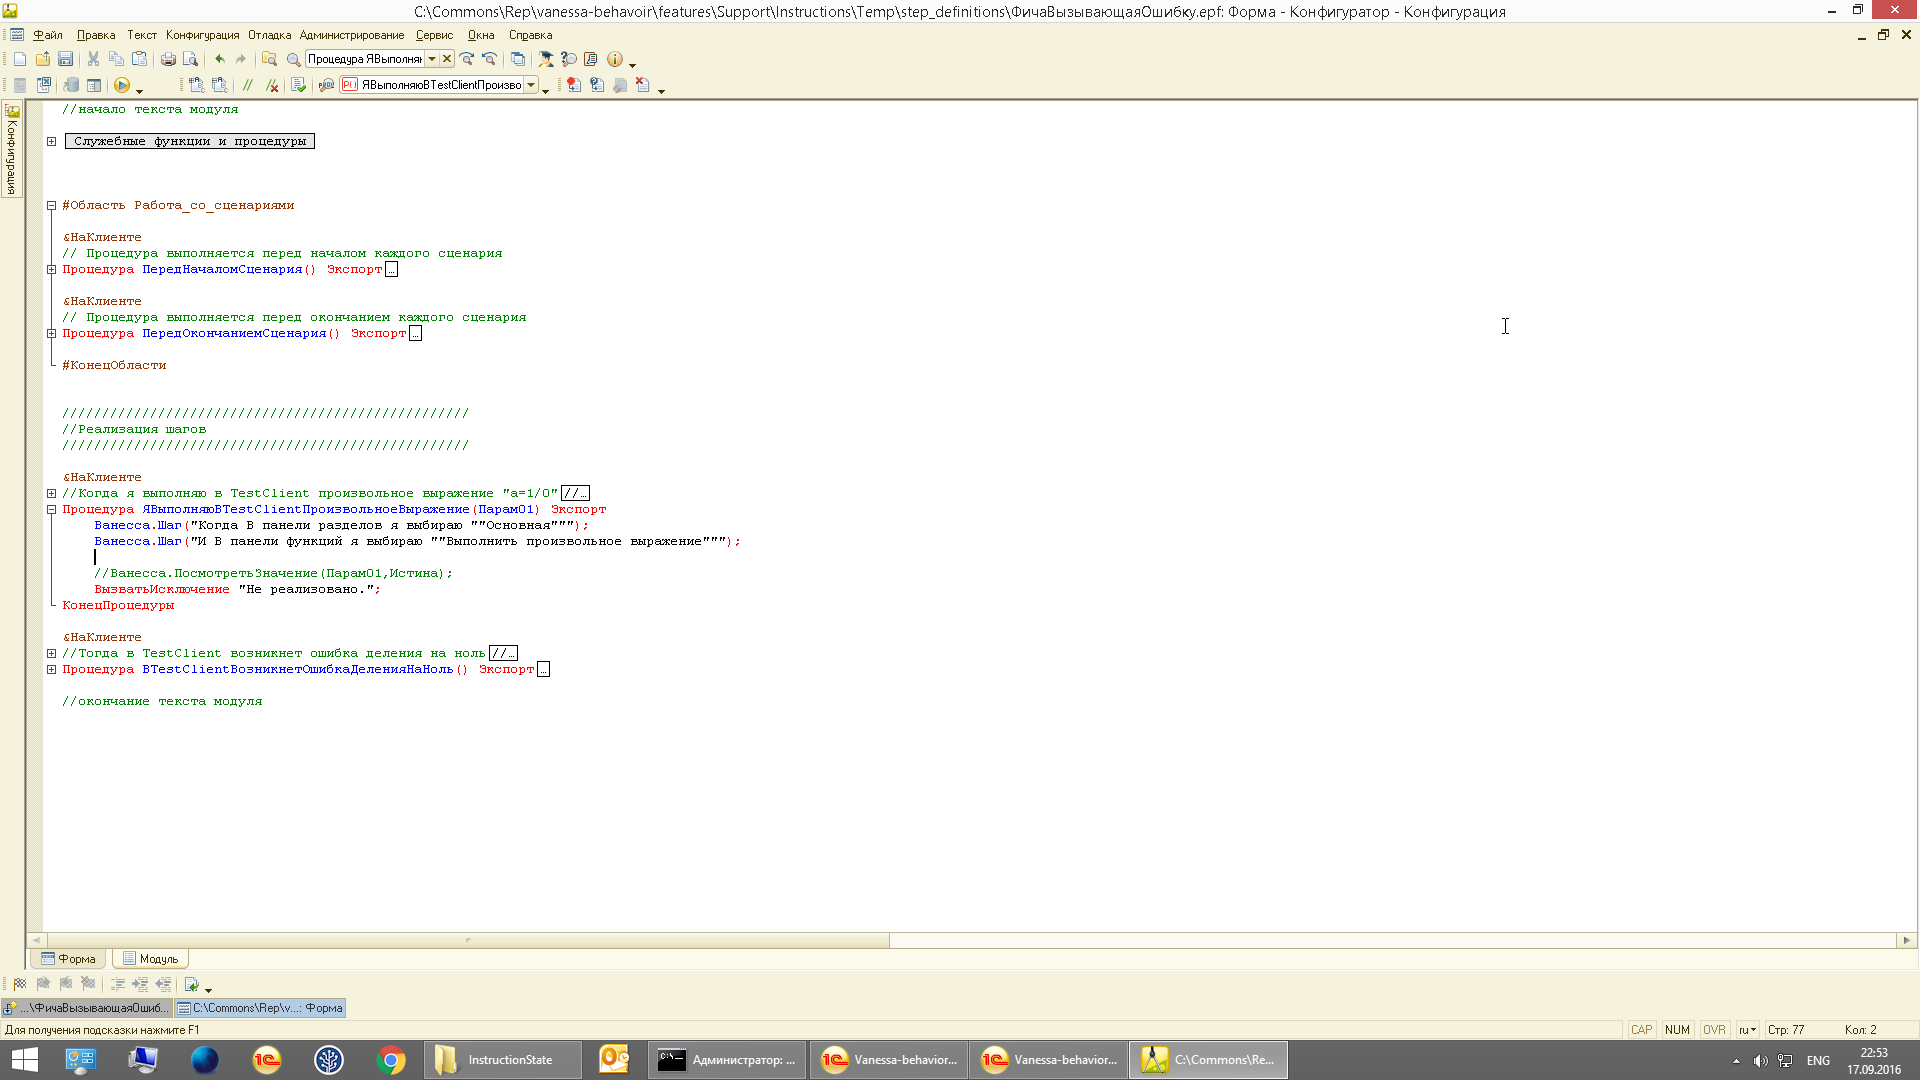 C:\Commons\Rep\vanessa-behavoir\features\Support\Instructions\Temp\step_definitions\ФичаВызывающаяОшибку.epf: Форма - Конфигуратор - Конфигурация
Файл Правка Текст Конфигурация Отладка Администрирование Сервис Окна Справка
Процедура ЯВыполняю
ЯВыполняюВTestClientПроизво
Конфигурация
//начало текста модуля
Служебные функции и процедуры
#Область Работа_со_сценариями
&НаКлиенте
// Процедура выполняется перед началом каждого сценария
Процедура ПередНачаломСценария() Экспорт...
&НаКлиенте
// Процедура выполняется перед окончанием каждого сценария
Процедура ПередОкончаниемСценария() Экспорт...
#КонецОбласти
///////////////////////////////////////////////////
//Реализация шагов
///////////////////////////////////////////////////
&НаКлиенте
//Когда я выполняю в TestClient произвольное выражение "а=1/0"//...
Процедура ЯВыполняюВTestClientПроизвольноеВыражение(Парам01) Экспорт
Ванесса.Шаг("Когда В панели разделов я выбираю ""Основная""");
Ванесса.Шаг("И В панели функций я выбираю ""Выполнить произвольное выражение""");
//Ванесса.ПосмотретьЗначение(Парам01,Истина);
ВызватьИсключение "Не реализовано.";
КонецПроцедуры
&НаКлиенте
//Тогда в TestClient возникнет ошибка деления на ноль//...
Процедура ВTestClientВозникнетОшибкаДеленияНаНоль() Экспорт...
//окончание текста модуля
Форма Модуль
...\ФичаВызывающаяОшиб... C:\Commons\Rep\v...: Форма
Для получения подсказки нажмите F1
CAP NUM OVR ru Стр: 77 Кол: 2
InstructionState
Администратор: ...
Vanessa-behavior...
Vanessa-behavior...
C:\Commons\Re...
ENG
22:53
17.09.2016